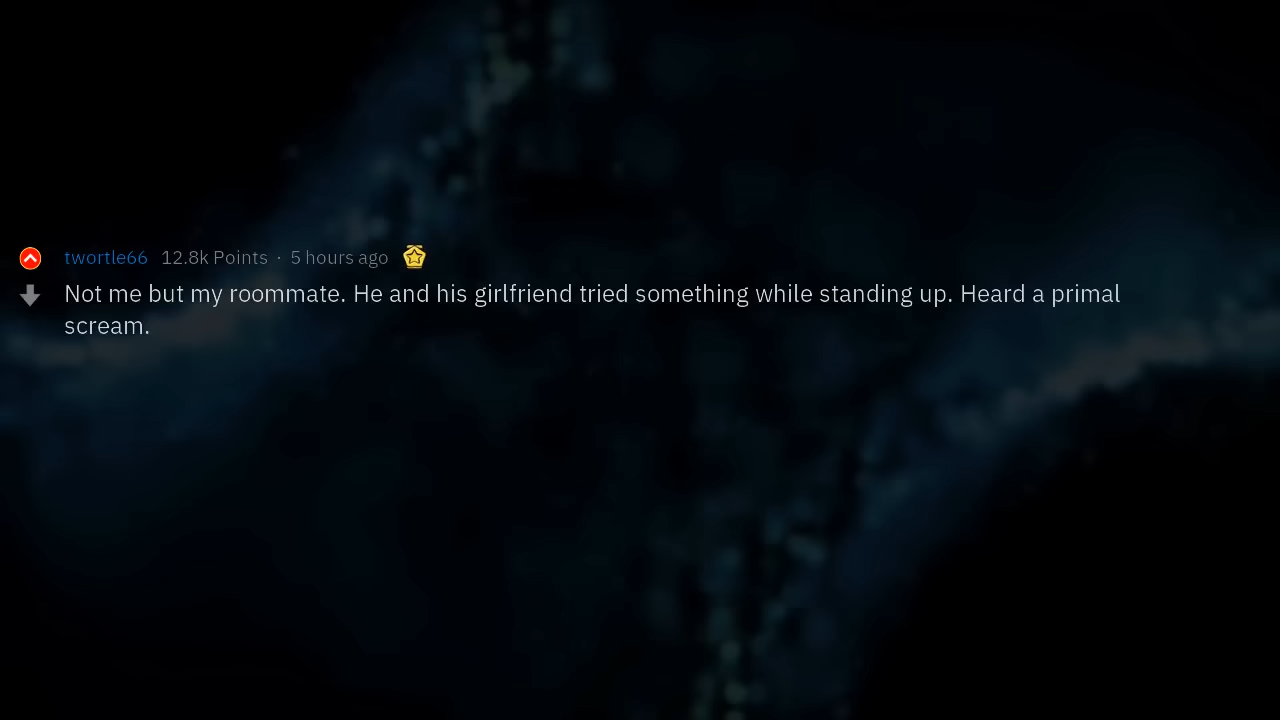 twortle66 12.8k Points · 5 hours ago
Not me but my roommate. He and his girlfriend tried something while standing up. Heard a primal
scream.